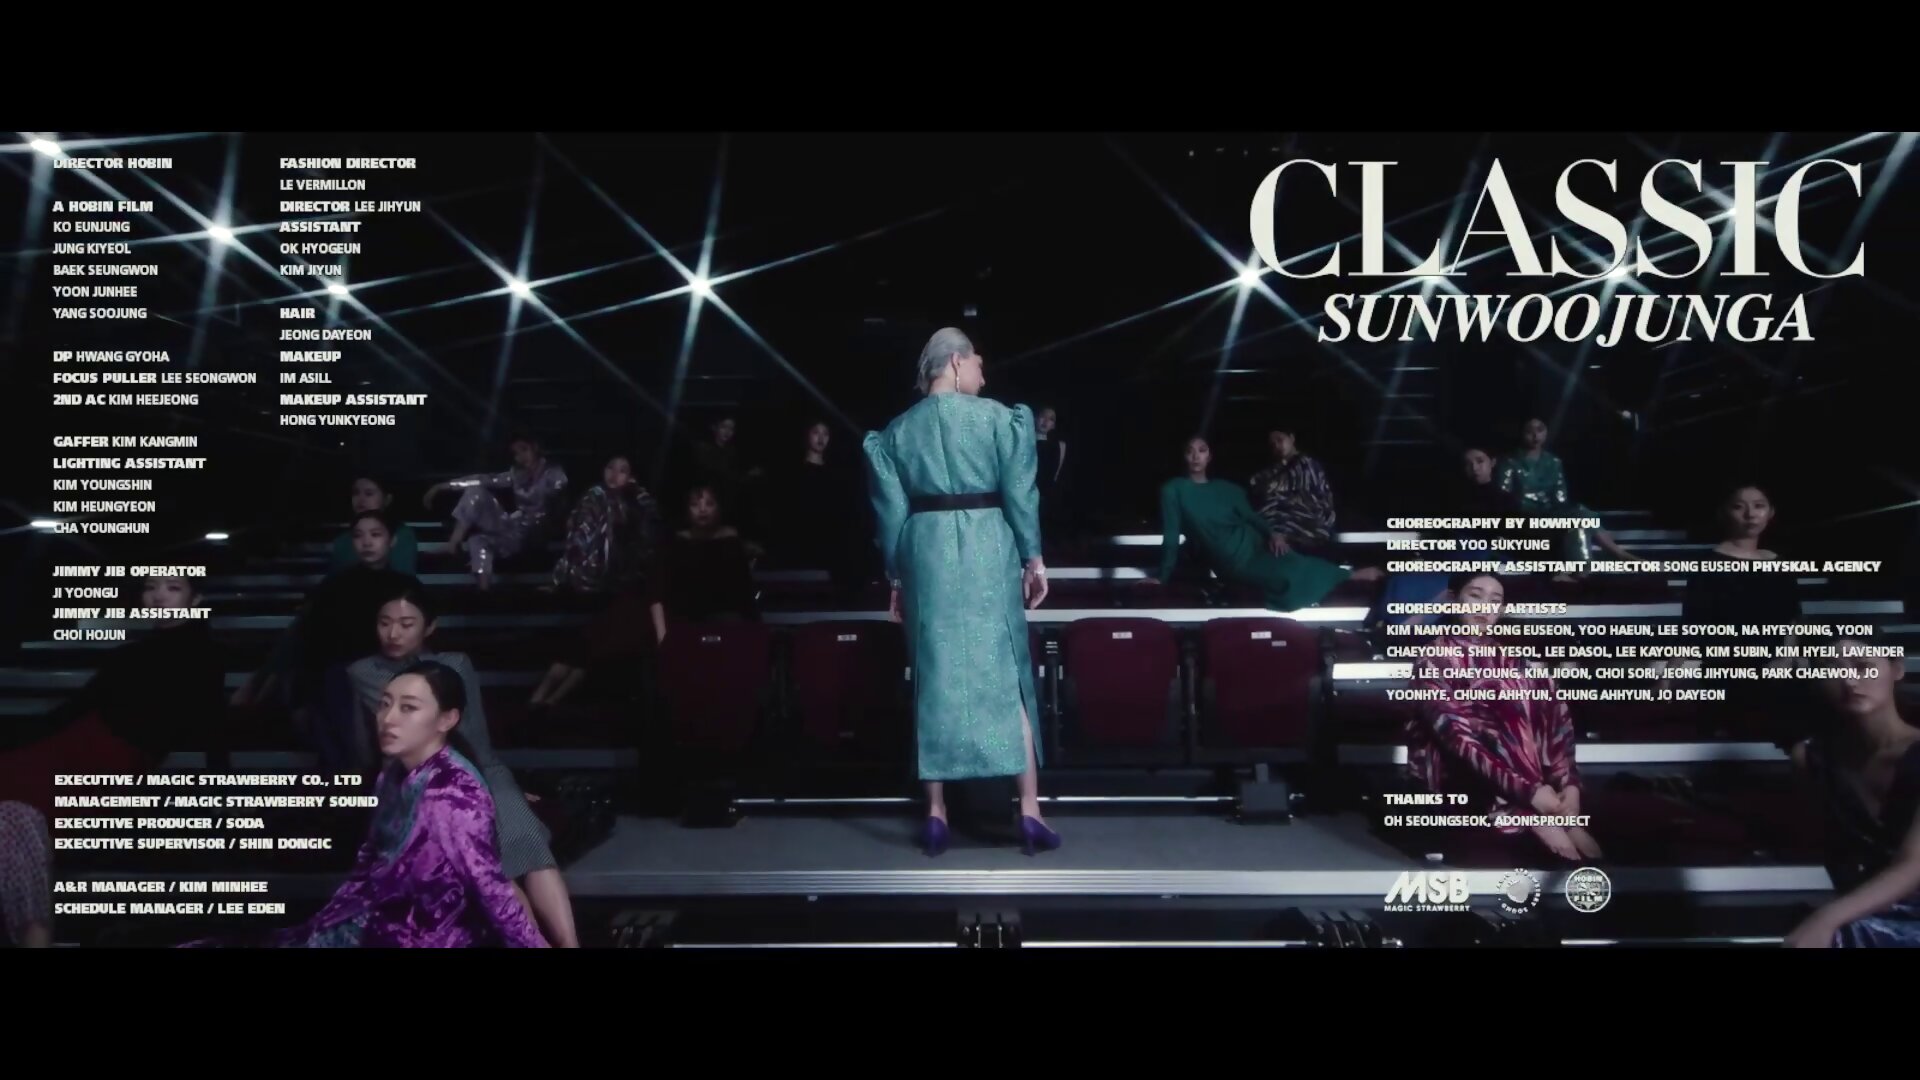 DIRECTOR HOBIN
A HOBIN FILM
KO EUNJUNG
JUNG KIYEOL
BAEK SEUNGWON
YOON JUNHEE
YANG SOOJUNG
DP HWANG GYOHA
FOCUS PULLER LEE SEONGWON
2ND AC KIM HEEJEONG
GAFFER KIM KANGMIN
LIGHTING ASSISTANT
KIM YOUNGSHIN
KIM HEUNGYEON
CHA YOUNGHUN
JIMMY JIB OPERATOR
JI YOONGU
JIMMY JIB ASSISTANT
CHOI HOJUN
EXECUTIVE / MAGIC STRAWBERRY CO., LTD
MANAGEMENT / MAGIC STRAWBERRY SOUND
EXECUTIVE PRODUCER / SODA
EXECUTIVE SUPERVISOR / SHIN DONGIC
A&R MANAGER / KIM MINHEE
SCHEDULE MANAGER / LEE EDEN
FASHION DIRECTOR
LE VERMILLON
DIRECTOR LEE JIHYUN
ASSISTANT
OK HYOGEUN
KIM JIYUN
HAIR
JEONG DAYEON
MAKEUP
IM ASILL
MAKEUP ASSISTANT
HONG YUNKYEONG
CLASSIC
SUNWOOJUNGA
CHOREOGRAPHY BY HOWHYOU
DIRECTOR YOO SUKYUNG
CHOREOGRAPHY ASSISTANT DIRECTOR SONG EUSEON PHYSKAL AGENCY
CHOREOGRAPHY ARTISTS
KIM NAMYOON, SONG EUSEON, YOO HAEUN, LEE SOYOON, NA HYEYOUNG, YOON
CHAEYOUNG, SHIN YESOL, LEE DASOL, LEE KAYOUNG, KIM SUBIN, KIM HYEJI, LAVENDER
LEE CHAEYOUNG, KIM JIOON, CHOI SORI, JEONG JIHYUNG, PARK CHAEWON, JO
YOONHYE, CHUNG AHHYUN, CHUNG AHHYUN, JO DAYEON
THANKS TO
OH SEOUNGSEOK, ADONISPROJECT
MSB
MAGIC STRAWBERRY
HOBIN
FILM